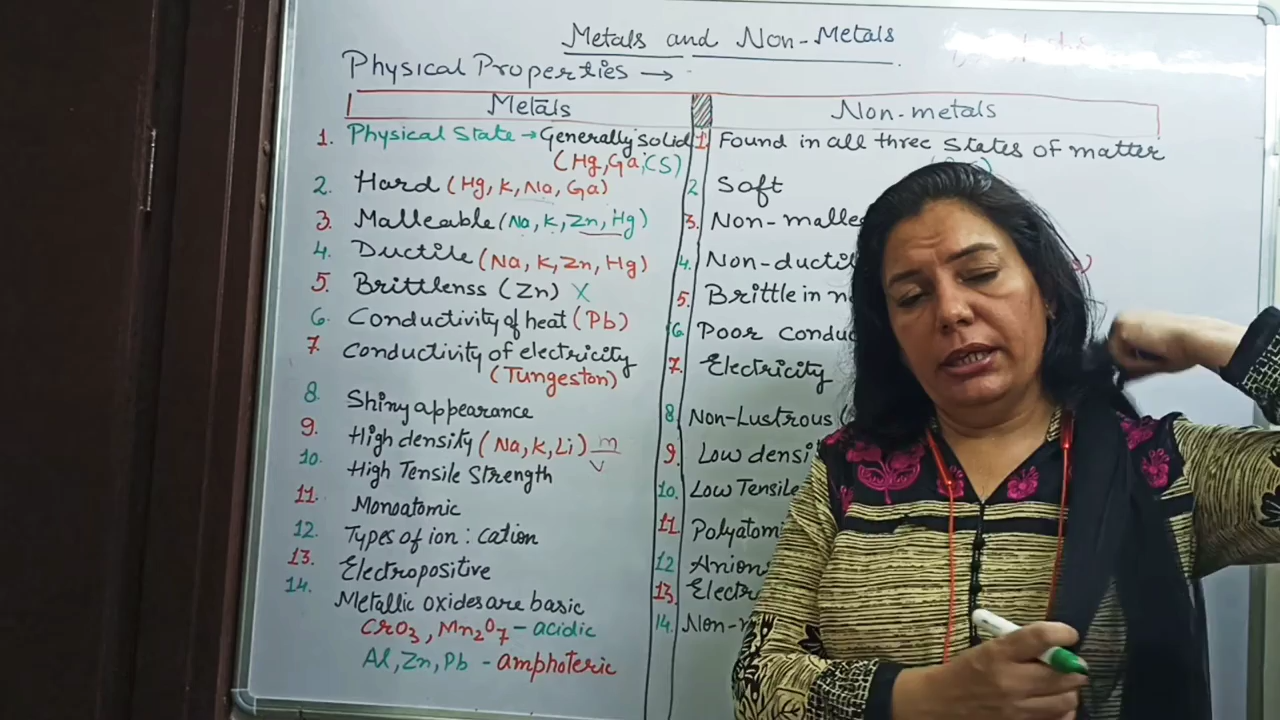 Metals and Non-Metals
Physical Properties →
Metals
Non-metals
1. Physical State → Generally solid
(Hg, Ga, CS)
2. Hard (Hg, K, Na, Ga)
3. Malleable (Na, K, Zn, Hg)
4. Ductile (Na, K, Zn, Hg)
5. Brittlenss (Zn) X
6. Conductivity of heat (Pb)
7. Conductivity of electricity
(Tungeston)
8. Shiny appearance
9. High density (Na, K, Li) m/v
10. High Tensile Strength
11. Monoatomic
12. Types of ion : cation
13. Electropositive
14. Metallic oxides are basic
CrO3, Mn2O7 - acidic
Al, Zn, Pb - amphoteric
1. Found in all three states of matter
2 Soft
3. Non-malle
4. Non-ductil
5. Brittle in n
6. Poor conduc
7. Electricity
8 Non-Lustrous (
9. Low densi
10. Low Tensile
11 Polyatomi
12 Anion
13. Electr
14. Non-m